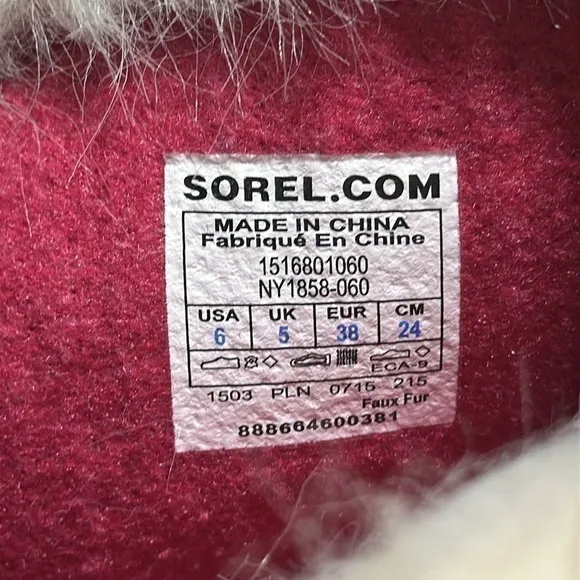 SOREL.COM
MADE IN CHINA
Fabriqué En Chine
1516801060
NY1858-060
USA UK EUR CM
6 5 38 24
ECA-9
1503 PLN 0715 215
Faux Fur
888664600381